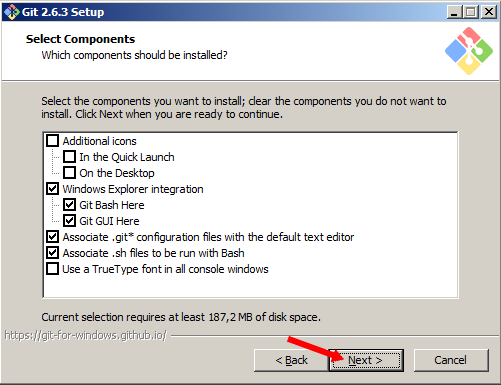 Git 2.6.3 Setup
Select Components
Which components should be installed?
Select the components you want to install; clear the components you do not want to
install. Click Next when you are ready to continue.
Additional icons
In the Quick Launch
On the Desktop
Windows Explorer integration
Git Bash Here
Git GUI Here
Associate .git* configuration files with the default text editor
Associate .sh files to be run with Bash
Use a TrueType font in all console windows
Current selection requires at least 187,2 MB of disk space.
https://git-for-windows.github.io/
< Back
Next >
Cancel